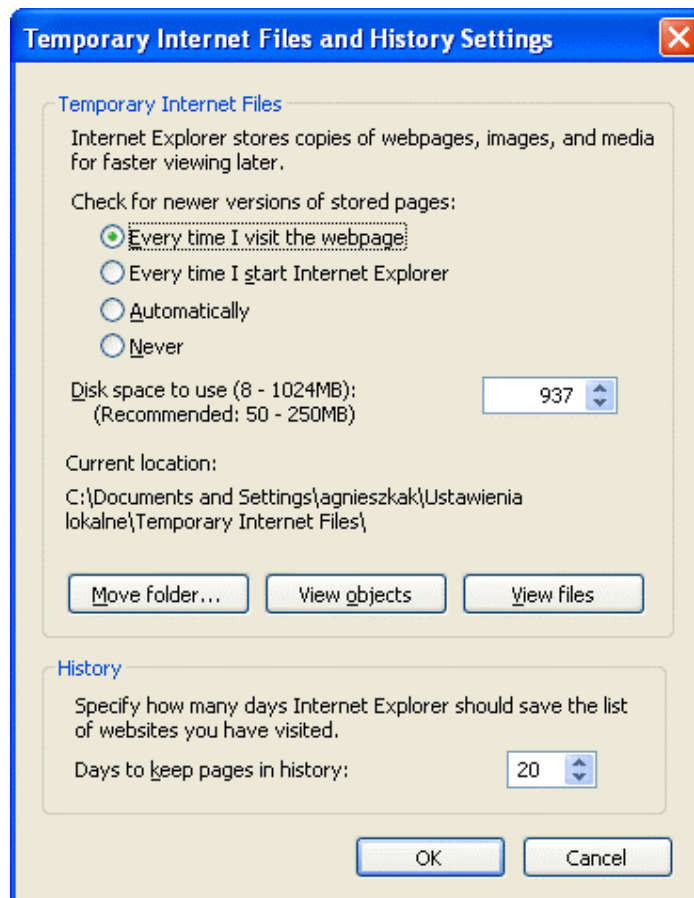 Temporary Internet Files and History Settings
Temporary Internet Files
Internet Explorer stores copies of webpages, images, and media
for faster viewing later.
Check for newer versions of stored pages:
Every time I visit the webpage
Every time I start Internet Explorer
Automatically
Never
Disk space to use (8 - 1024MB): 937
(Recommended: 50 - 250MB)
Current location:
C:\Documents and Settings\agnieszkak\Ustawienia
lokalne\Temporary Internet Files\
Move folder... View objects View files
History
Specify how many days Internet Explorer should save the list
of websites you have visited.
Days to keep pages in history: 20
OK Cancel